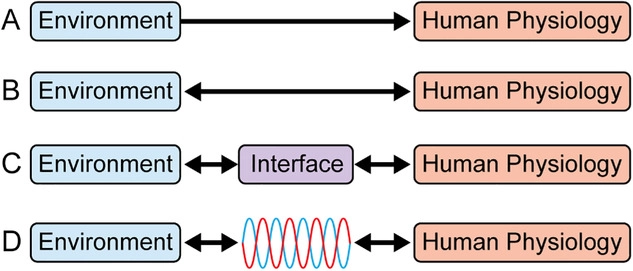 A Environment Human Physiology
B Environment Human Physiology
C Environment Interface Human Physiology
D Environment Human Physiology